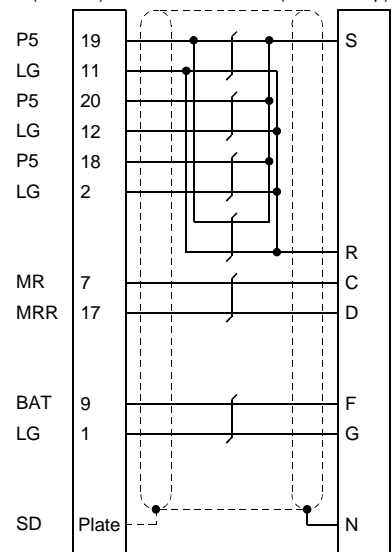 P5 19 S
LG 11
P5 20
LG 12
P5 18
LG 2
R
MR 7 C
MRR 17 D
BAT 9 F
LG 1 G
SD Plate N